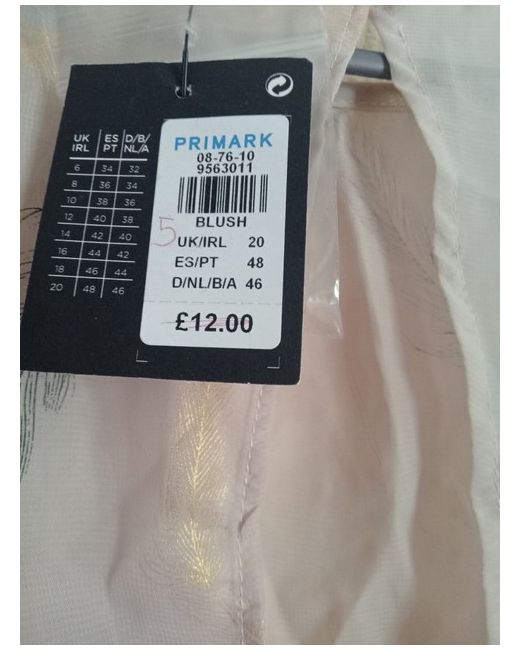 UK ES D/B/
IRL PT NL/A
6 34 32
8 36 34
10 38 36
12 40 38
14 42 40
16 44 42
18 46 44
20 48 46
PRIMARK
08-76-10
9563011
BLUSH
5
UK/IRL 20
ES/PT 48
D/NL/B/A 46
£12.00